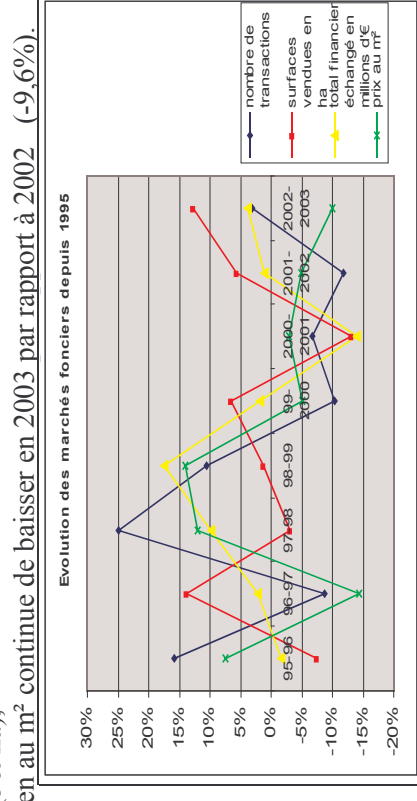 en au m² continue de baisser en 2003 par rapport à 2002 (-9,6%).
Evolution des marchés fonciers depuis 1995
30%
25%
20%
15%
10%
5%
0%
-5%
-10%
-15%
-20%
95-96
96-97
97-98
98-99
99-
2000
2000-
2001
2001-
2002
2002-
2003
nombre de
transactions
surfaces
vendues en
ha
total financier
échangé en
millions d'€
prix au m²